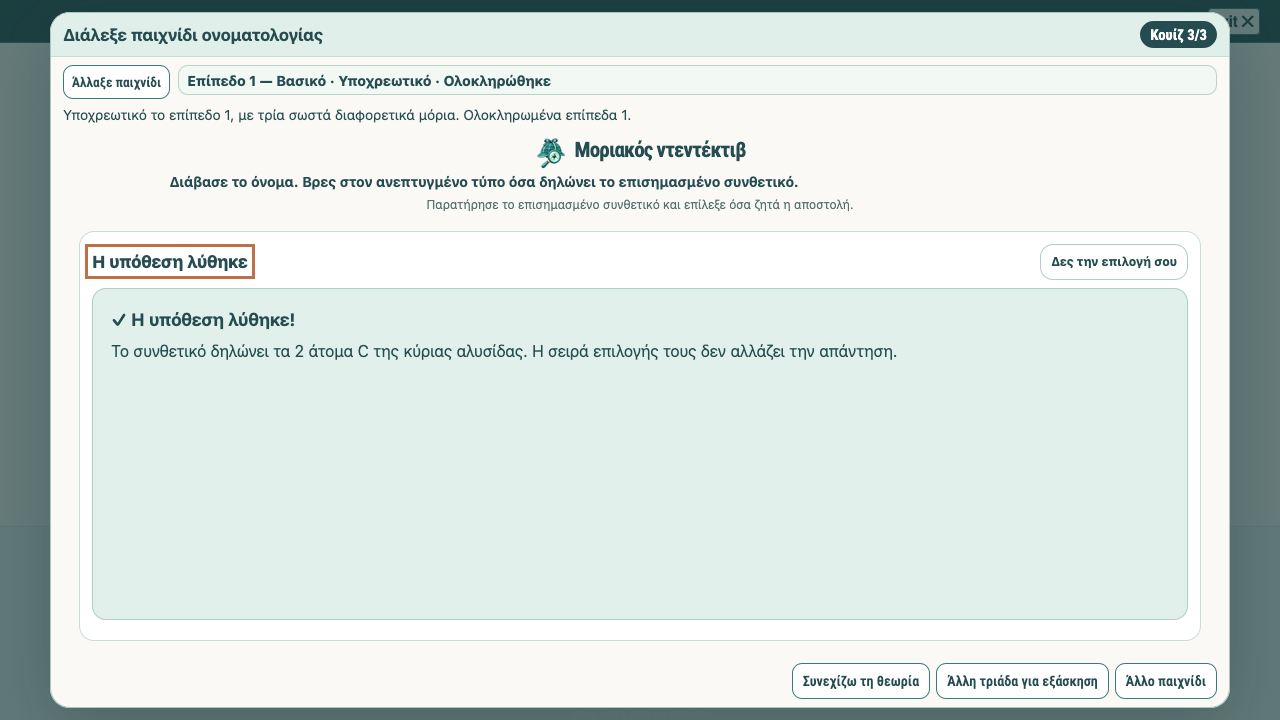 Διάλεξε παιχνίδι ονοματολογίας
Κουίζ 3/3
Άλλαξε παιχνίδι
Επίπεδο 1 — Βασικό · Υποχρεωτικό · Ολοκληρώθηκε
Υποχρεωτικό το επίπεδο 1, με τρία σωστά διαφορετικά μόρια. Ολοκληρωμένα επίπεδα 1.
Μοριακός ντεντέκτιβ
Διάβασε το όνομα. Βρες στον ανεπτυγμένο τύπο όσα δηλώνει το επισημασμένο συνθετικό.
Παρατήρησε το επισημασμένο συνθετικό και επίλεξε όσα ζητά η αποστολή.
Η υπόθεση λύθηκε
Δες την επιλογή σου
✓ Η υπόθεση λύθηκε!
Το συνθετικό δηλώνει τα 2 άτομα C της κύριας αλυσίδας. Η σειρά επιλογής τους δεν αλλάζει την απάντηση.
Συνεχίζω τη θεωρία
Άλλη τριάδα για εξάσκηση
Άλλο παιχνίδι